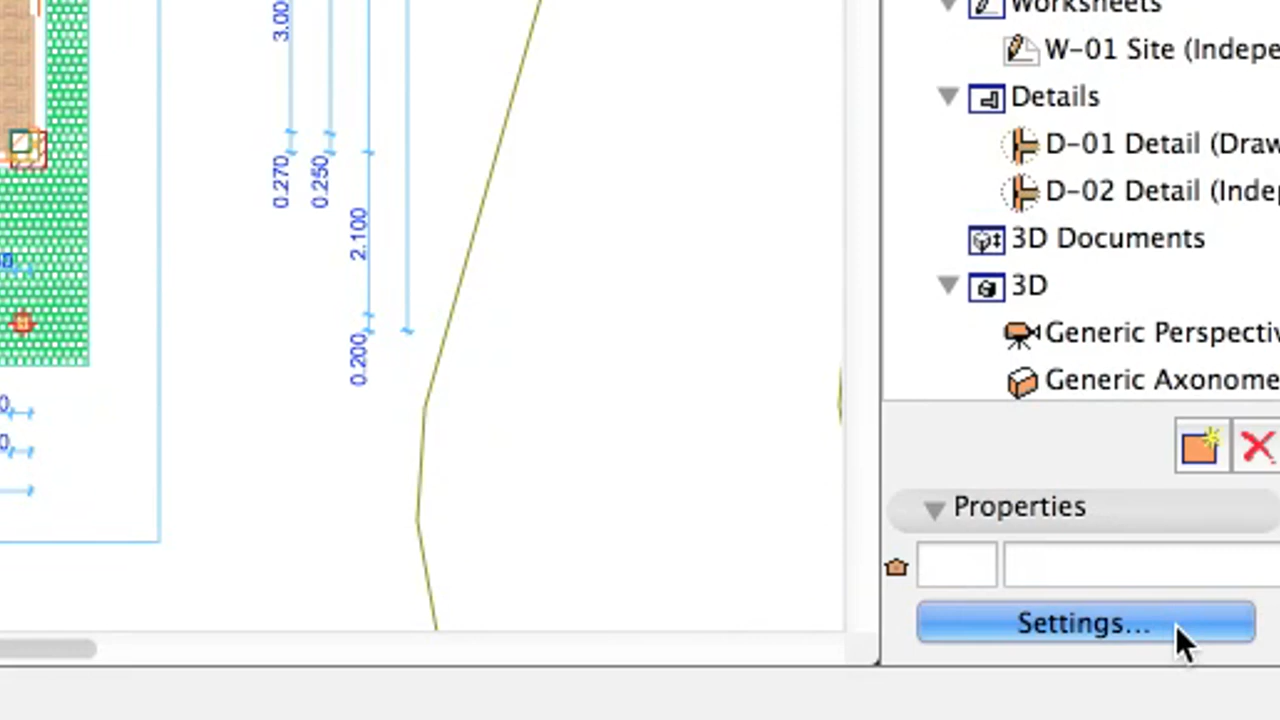 3.00
0.270
0.250
2.100
0.200
Worksheets
W-01 Site (Indepe
Details
D-01 Detail (Draw
D-02 Detail (Indep
3D Documents
3D
Generic Perspectiv
Generic Axonome
Properties
Settings...